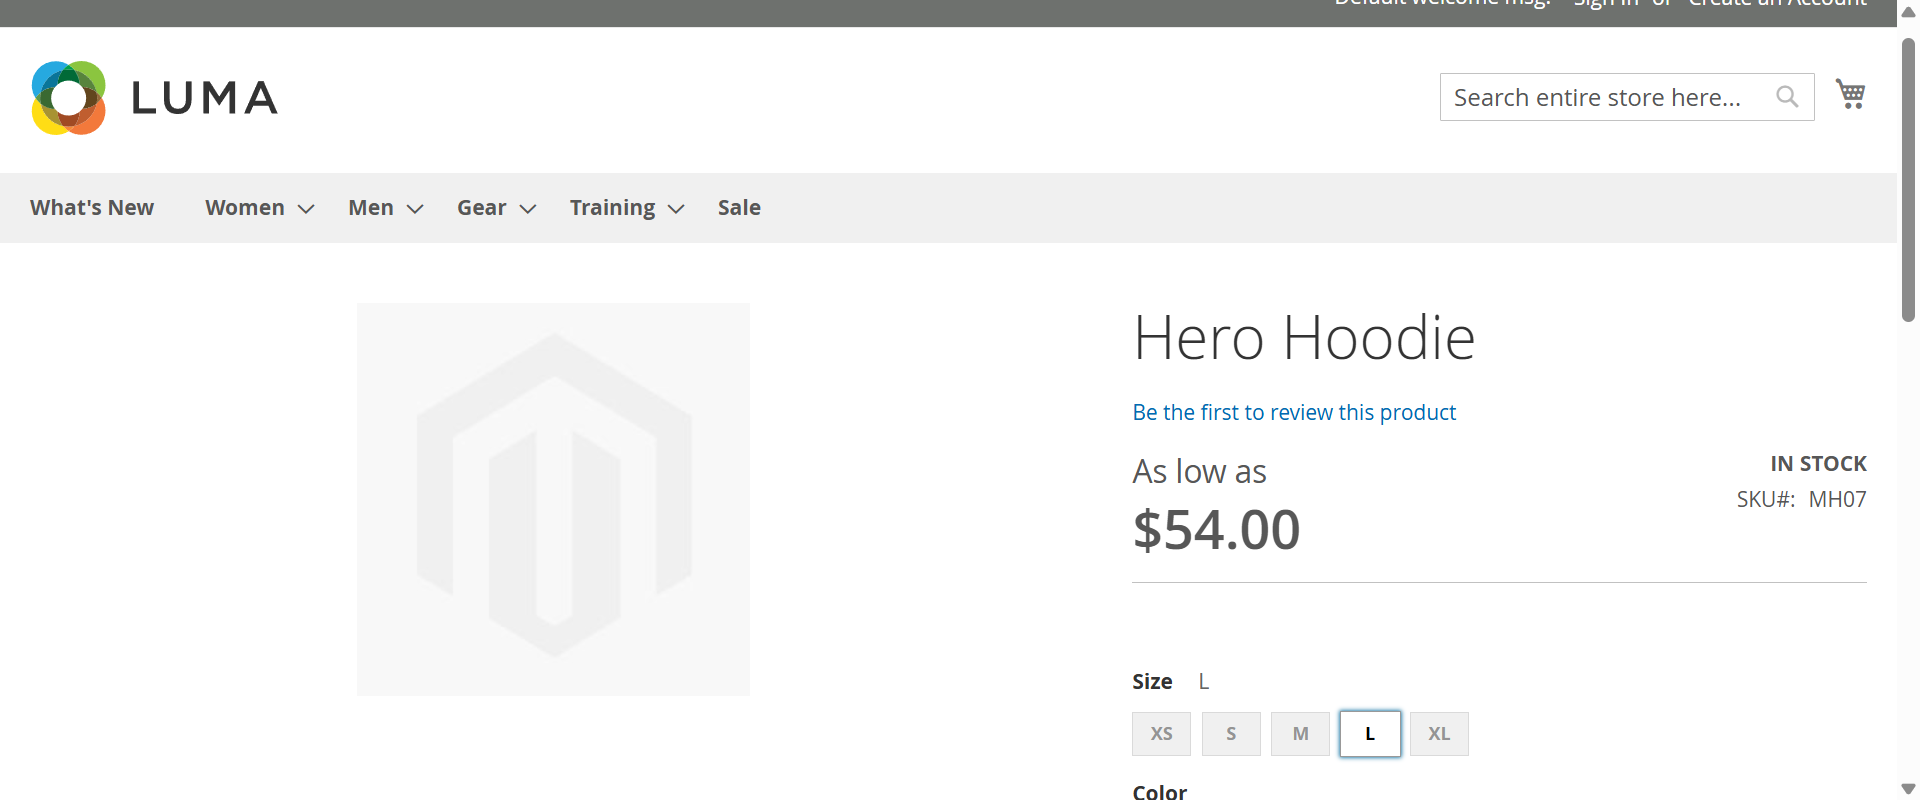 Default welcome msg! Sign In or Create an Account
LUMA
Search entire store here...
What's New Women Men Gear Training Sale
Hero Hoodie
Be the first to review this product
As low as
$54.00
IN STOCK
SKU#: MH07
Size L
XS S M L XL
Color